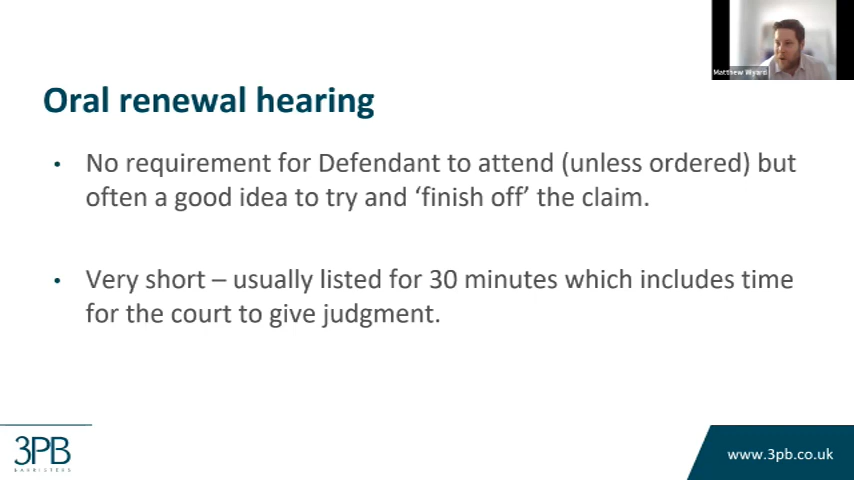 Matthew Wyard
Oral renewal hearing
• No requirement for Defendant to attend (unless ordered) but
often a good idea to try and ‘finish off’ the claim.
• Very short – usually listed for 30 minutes which includes time
for the court to give judgment.
3PB
BARRISTERS
www.3pb.co.uk